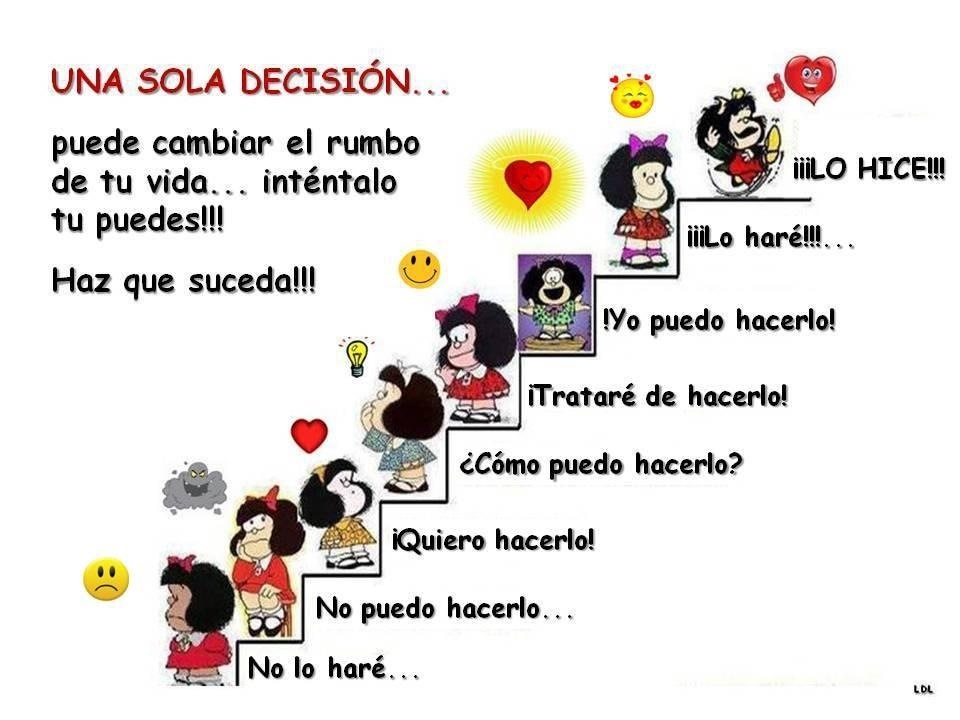 UNA SOLA DECISIÓN...
puede cambiar el rumbo
de tu vida... inténtalo
tu puedes!!!
Haz que suceda!!!
¡¡¡LO HICE!!!
¡¡¡Lo haré!!!...
!Yo puedo hacerlo!
¡Trataré de hacerlo!
¿Cómo puedo hacerlo?
¡Quiero hacerlo!
No puedo hacerlo...
No lo haré...
LDL